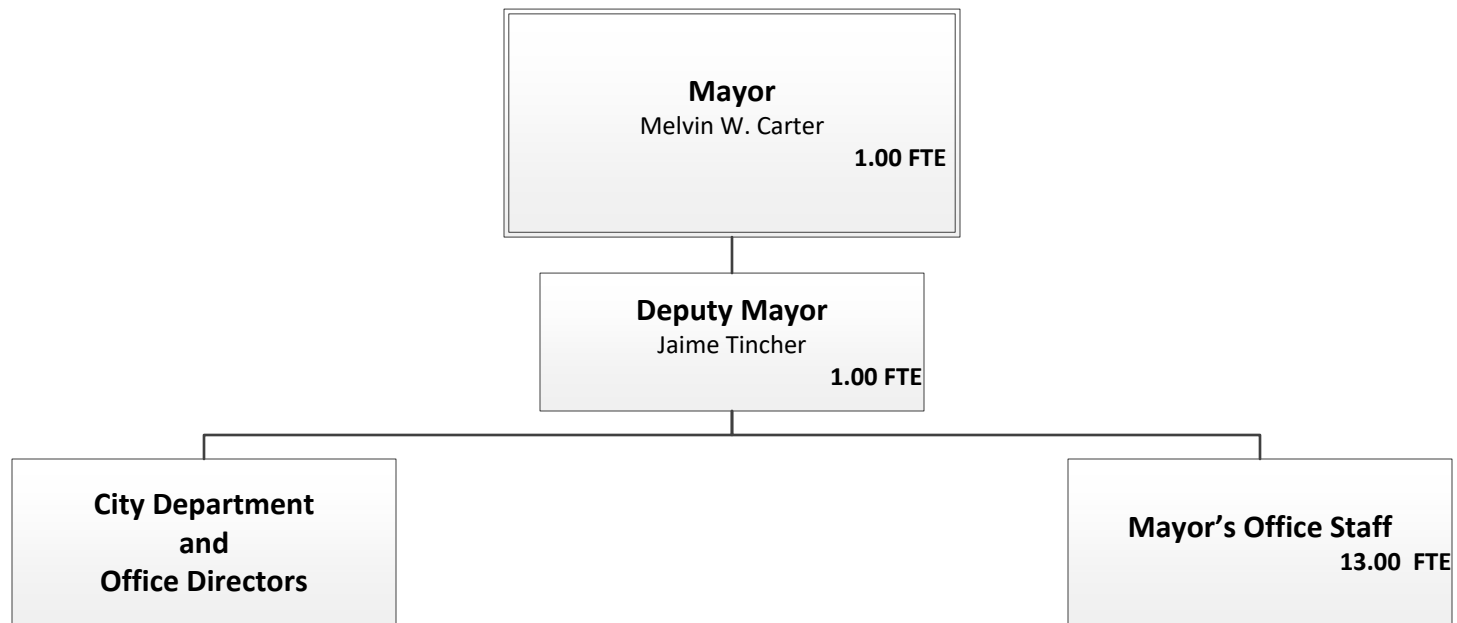 Mayor
Melvin W. Carter
1.00 FTE
Deputy Mayor
Jaime Tincher
1.00 FTE
City Department
and
Office Directors
Mayor’s Office Staff
13.00 FTE